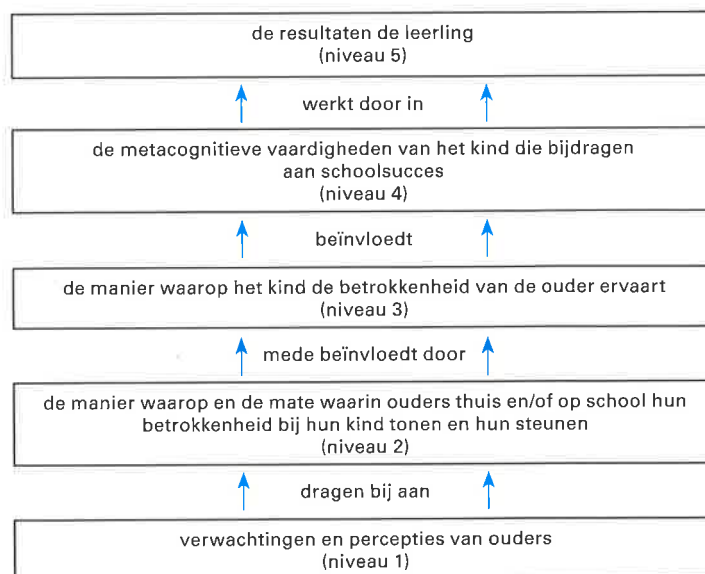 de resultaten de leerling
(niveau 5)
werkt door in
de metacognitieve vaardigheden van het kind die bijdragen
aan schoolsucces
(niveau 4)
beïnvloedt
de manier waarop het kind de betrokkenheid van de ouder ervaart
(niveau 3)
mede beïnvloedt door
de manier waarop en de mate waarin ouders thuis en/of op school hun
betrokkenheid bij hun kind tonen en hun steunen
(niveau 2)
dragen bij aan
verwachtingen en percepties van ouders
(niveau 1)